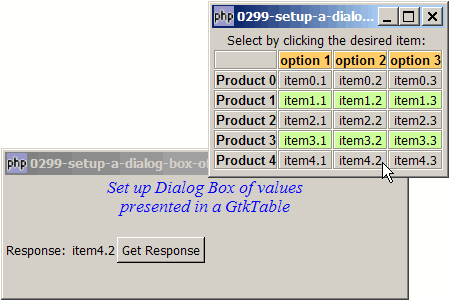 php 0299-setup-a-dialo...
Select by clicking the desired item:
option 1 option 2 option 3
Product 0 item0.1 item0.2 item0.3
Product 1 item1.1 item1.2 item1.3
Product 2 item2.1 item2.2 item2.3
Product 3 item3.1 item3.2 item3.3
Product 4 item4.1 item4.2 item4.3
php 0299-setup-a-dialog-box-of
Set up Dialog Box of values
presented in a GtkTable
Response: item4.2 Get Response